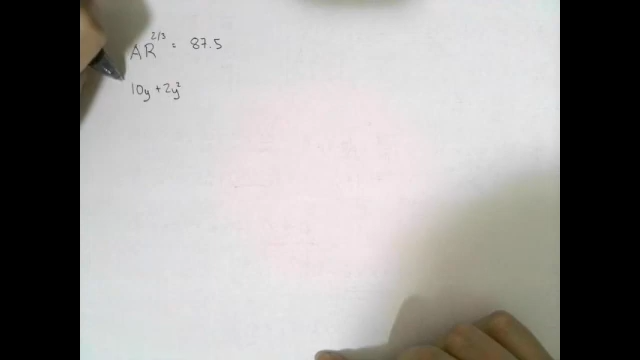 AR^2/3 = 87.5
10y + 2y²